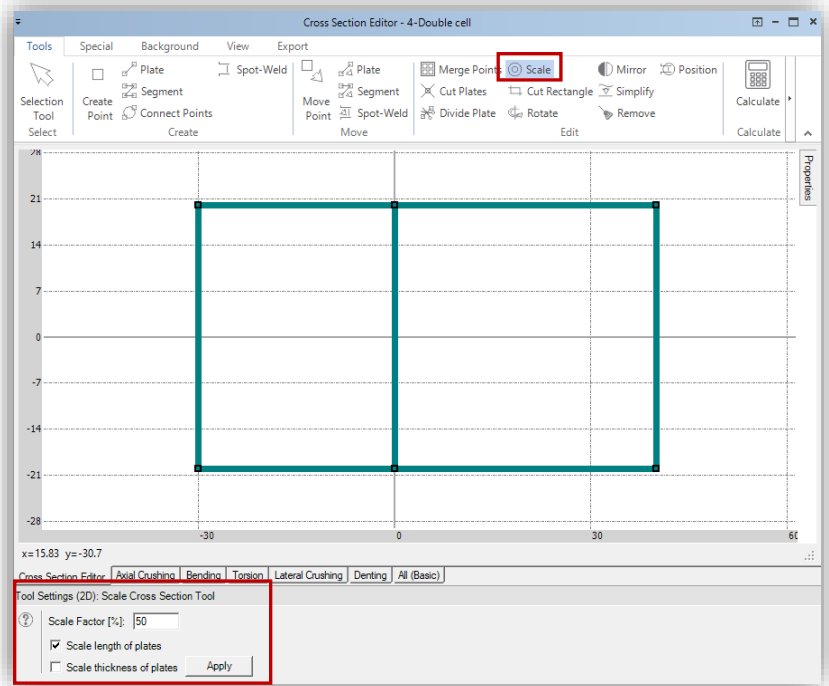 Cross Section Editor - 4-Double cell
Tools Special Background View Export
Plate Spot-Weld Plate Merge Points Scale Mirror Position
Segment Segment Cut Plates Cut Rectangle Simplify
Selection Tool Create Point Connect Points Move Point Spot-Weld Divide Plate Rotate Remove Calculate
Select Create Move Edit Calculate
Properties
28
21
14
7
0
-7
-14
-21
-28
-30 0 30 60
x=15.83 y=-30.7
Cross Section Editor Axial Crushing Bending Torsion Lateral Crushing Denting All (Basic)
Tool Settings (2D): Scale Cross Section Tool
? Scale Factor [%]: 50
Scale length of plates
Scale thickness of plates Apply